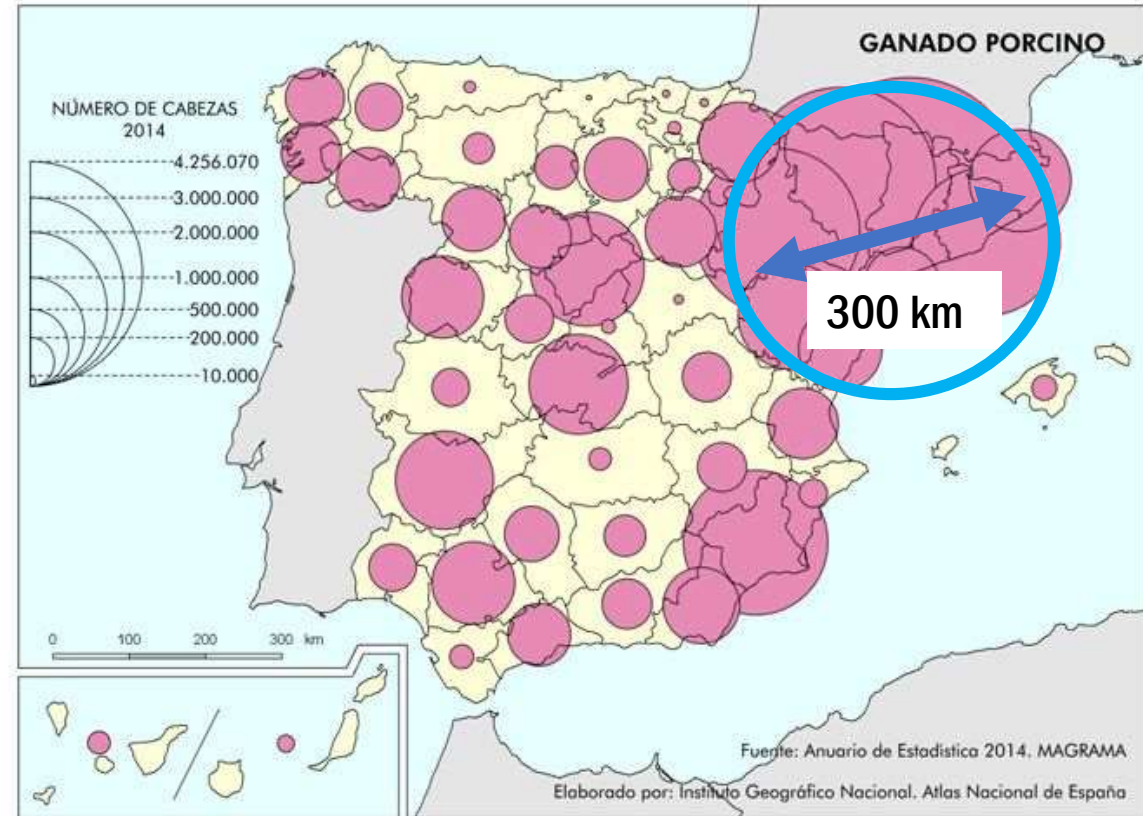 GANADO PORCINO
NÚMERO DE CABEZAS
2014
4.256.070
3.000.000
2.000.000
1.000.000
500.000
200.000
10.000
300 km
0 100 200 300 km
Fuente: Anuario de Estadística 2014. MAGRAMA
Elaborado por: Instituto Geográfico Nacional. Atlas Nacional de España